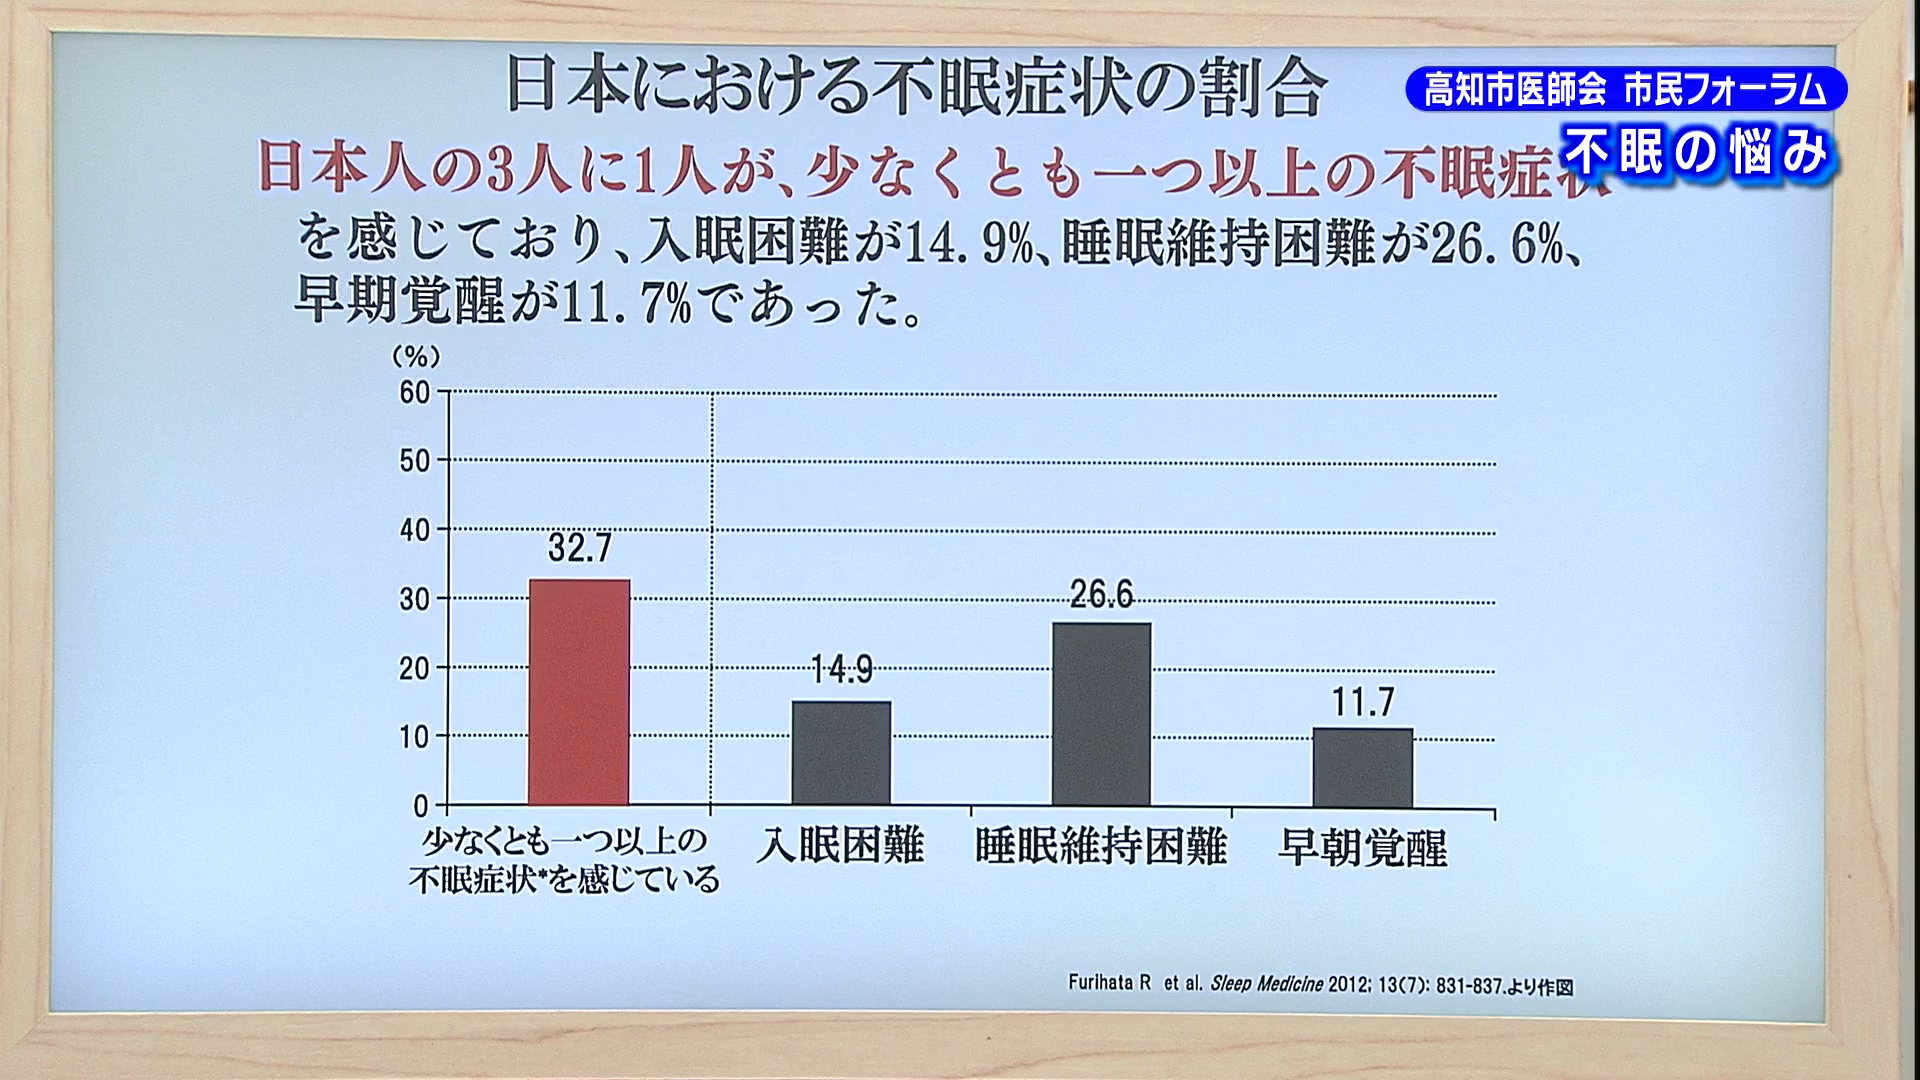 日本における不眠症状の割合
高知市医師会 市民フォーラム
不眠の悩み
日本人の3人に1人が、少なくとも一つ以上の不眠症状
を感じており、入眠困難が14.9%、睡眠維持困難が26.6%、
早期覚醒が11.7%であった。
(%)
60
50
40
30
20
10
0
32.7
14.9
26.6
11.7
少なくとも一つ以上の
不眠症状*を感じている
入眠困難
睡眠維持困難
早朝覚醒
Furihata R et al. Sleep Medicine 2012; 13(7): 831-837.より作図